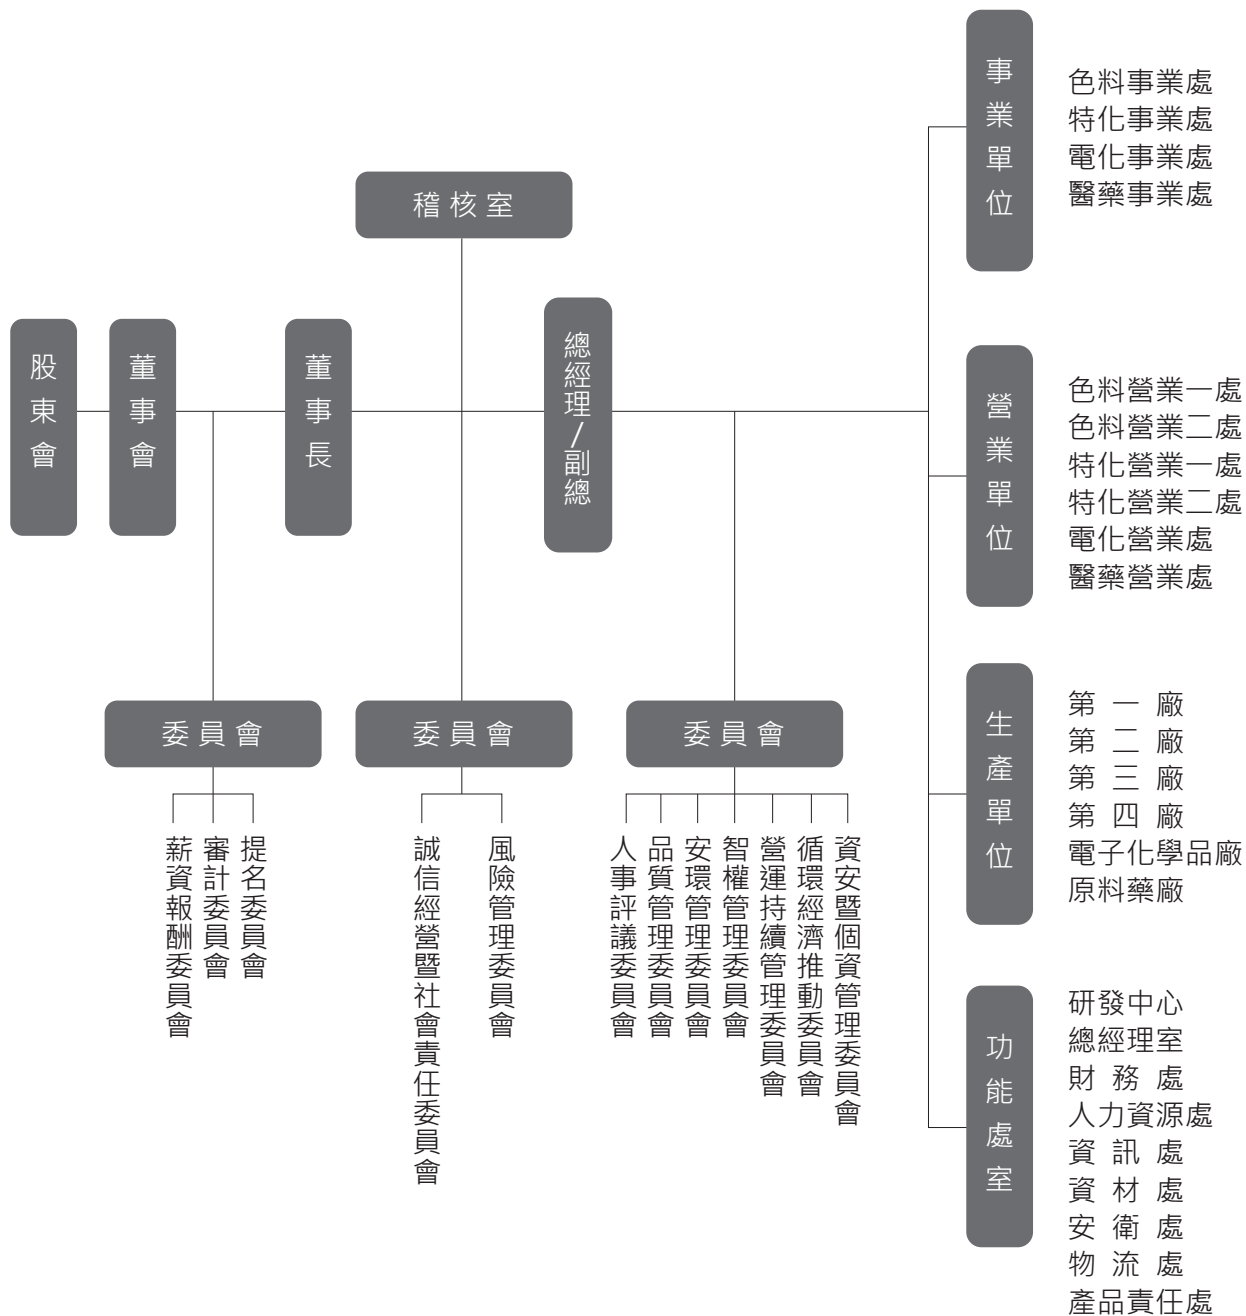 稽核室
股東會
董事會
董事長
總經理/副總
委員會
薪資報酬委員會
審計委員會
提名委員會
委員會
誠信經營暨社會責任委員會
風險管理委員會
委員會
人事評議委員會
品質管理委員會
安環管理委員會
智權管理委員會
營運持續管理委員會
循環經濟推動委員會
資安暨個資管理委員會
事業單位
色料事業處
特化事業處
電化事業處
醫藥事業處
營業單位
色料營業一處
色料營業二處
特化營業一處
特化營業二處
電化營業處
醫藥營業處
生產單位
第一廠
第二廠
第三廠
第四廠
電子化學品廠
原料藥廠
功能處室
研發中心
總經理室
財務處
人力資源處
資訊處
資材處
安衛處
物流處
產品責任處